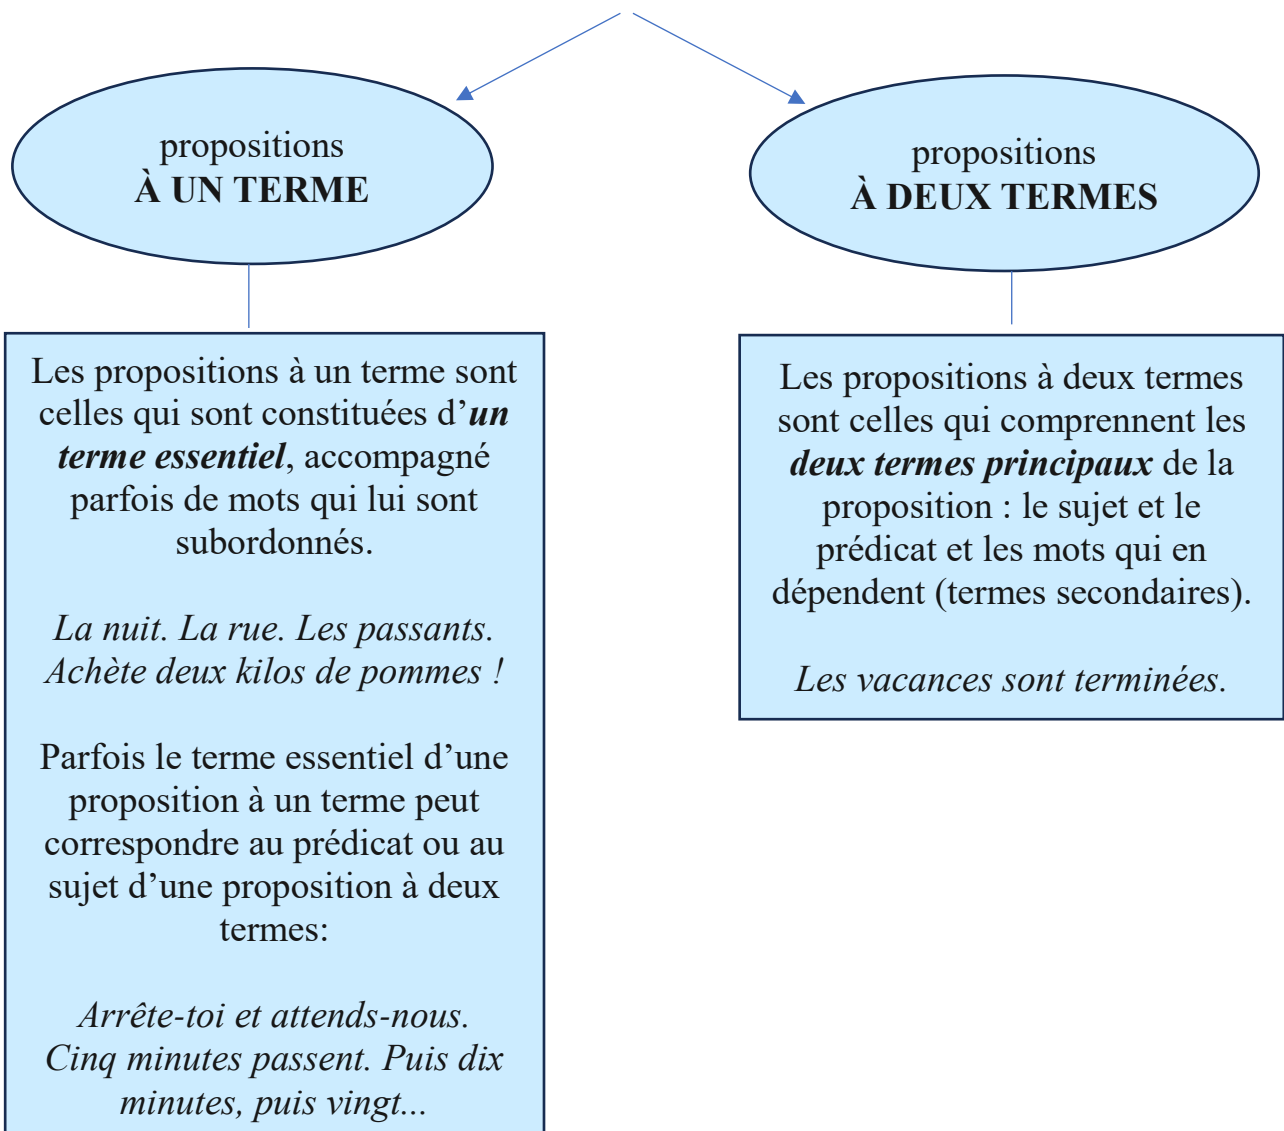 propositions
À UN TERME
propositions
À DEUX TERMES
Les propositions à un terme sont
celles qui sont constituées d’un
terme essentiel, accompagné
parfois de mots qui lui sont
subordonnés.
La nuit. La rue. Les passants.
Achète deux kilos de pommes !
Parfois le terme essentiel d’une
proposition à un terme peut
correspondre au prédicat ou au
sujet d’une proposition à deux
termes:
Arrête-toi et attends-nous.
Cinq minutes passent. Puis dix
minutes, puis vingt...
Les propositions à deux termes
sont celles qui comprennent les
deux termes principaux de la
proposition : le sujet et le
prédicat et les mots qui en
dépendent (termes secondaires).
Les vacances sont terminées.